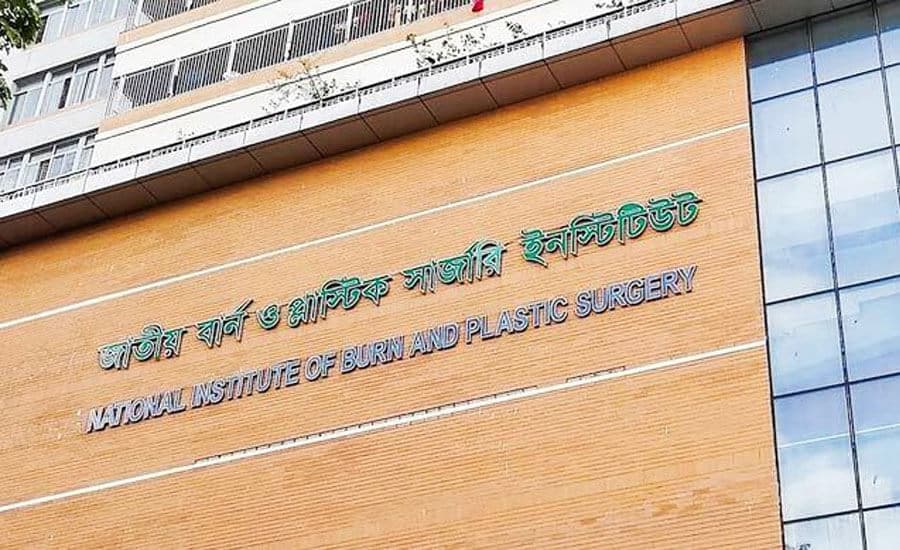 জাতীয় বার্ন ও প্লাস্টিক সার্জারি ইনস্টিটিউট
NATIONAL INSTITUTE OF BURN AND PLASTIC SURGERY